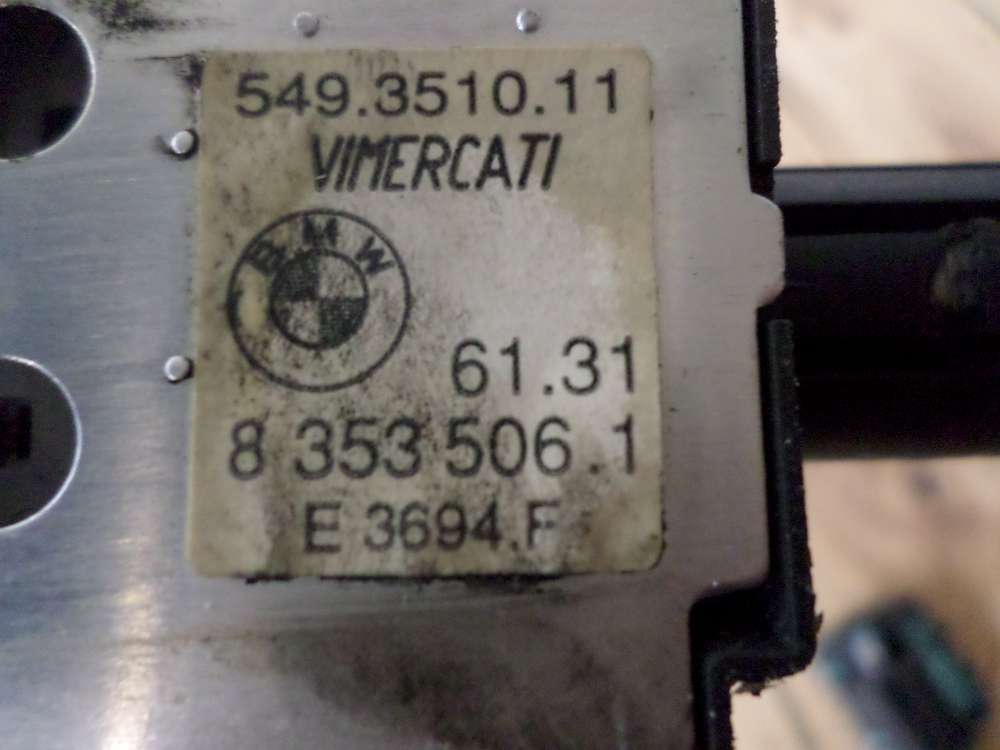 549.3510.11
VIMERCATI
BMW
61.31
8 353 506.1
E 3694.F